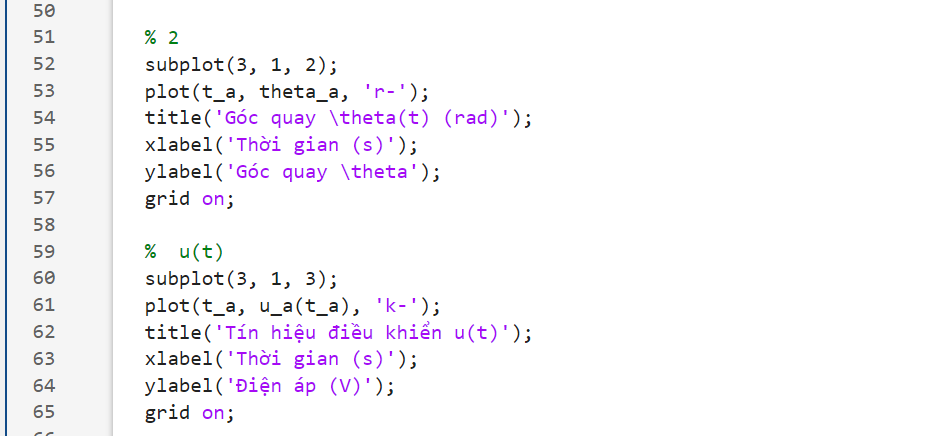 50
51 % 2
52 subplot(3, 1, 2);
53 plot(t_a, theta_a, 'r-');
54 title('Góc quay \theta(t) (rad)');
55 xlabel('Thời gian (s)');
56 ylabel('Góc quay \theta');
57 grid on;
58
59 %  u(t)
60 subplot(3, 1, 3);
61 plot(t_a, u_a(t_a), 'k-');
62 title('Tín hiệu điều khiển u(t)');
63 xlabel('Thời gian (s)');
64 ylabel('Điện áp (V)');
65 grid on;